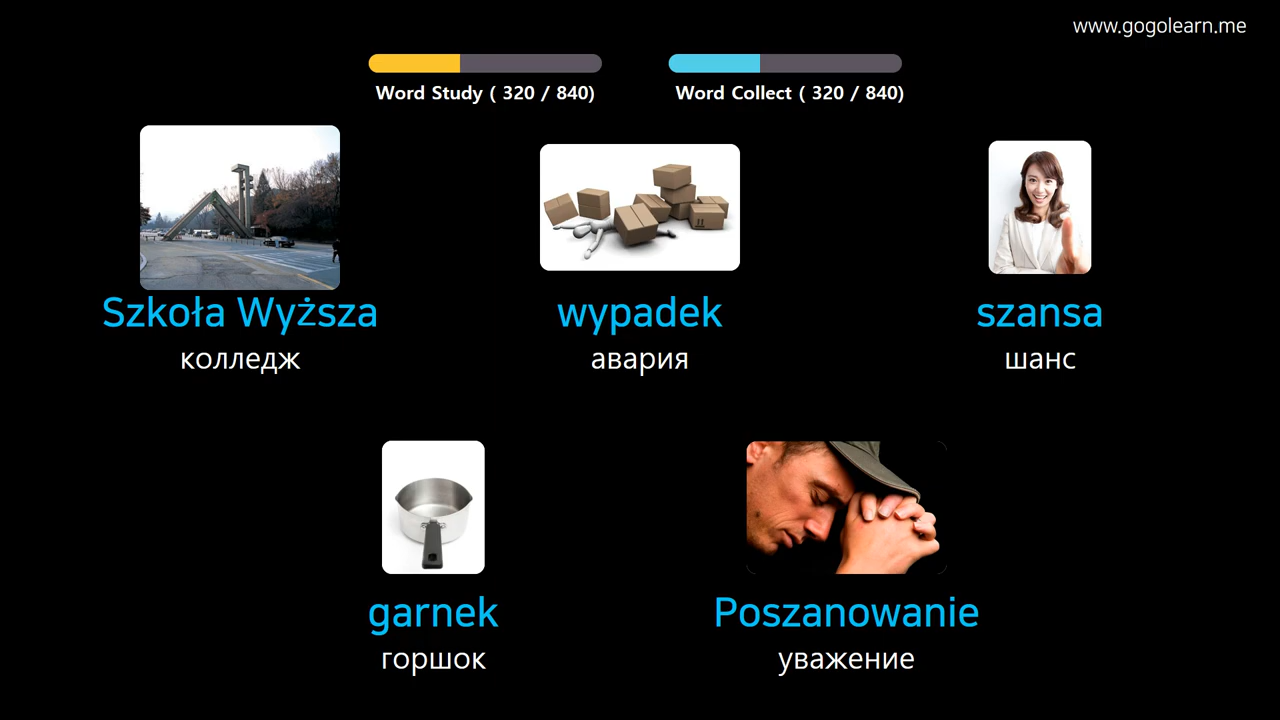 www.gogolearn.me
Word Study ( 320 / 840)
Word Collect ( 320 / 840)
Szkoła Wyższa
колледж
wypadek
авария
szansa
шанс
garnek
горшок
Poszanowanie
уважение